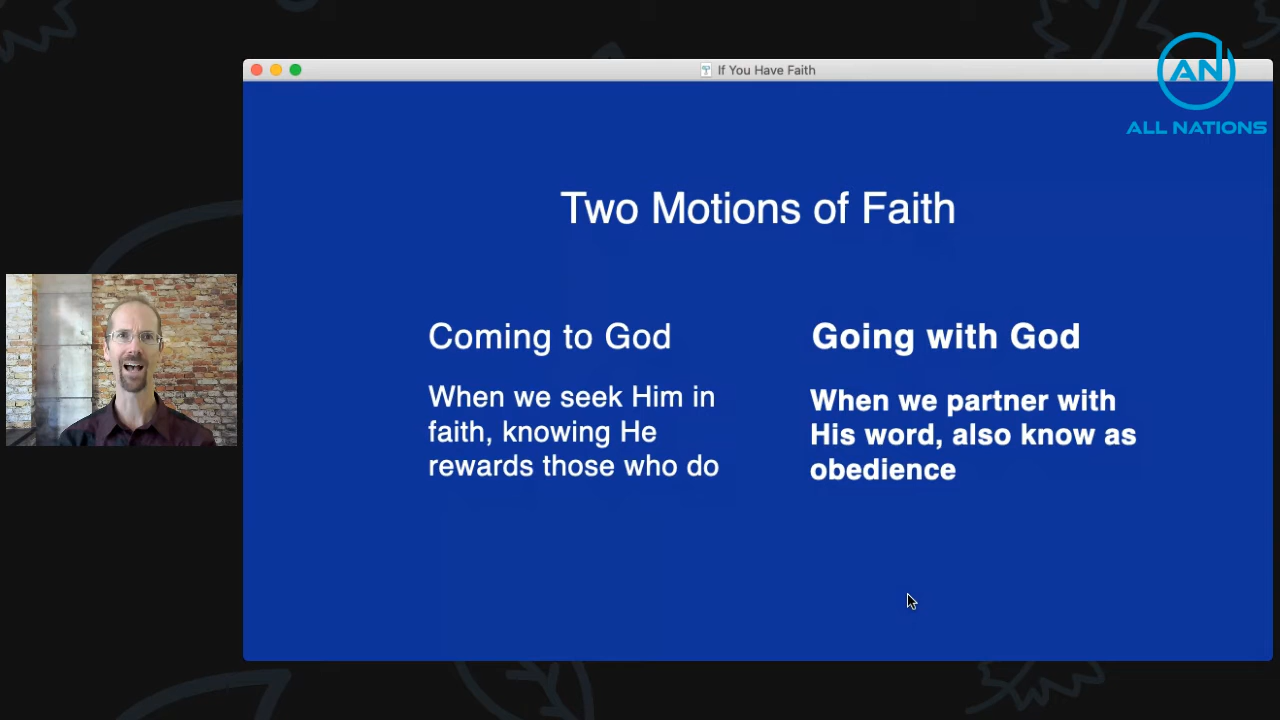 If You Have Faith
AN
ALL NATIONS
Two Motions of Faith
Coming to God
When we seek Him in
faith, knowing He
rewards those who do
Going with God
When we partner with
His word, also know as
obedience